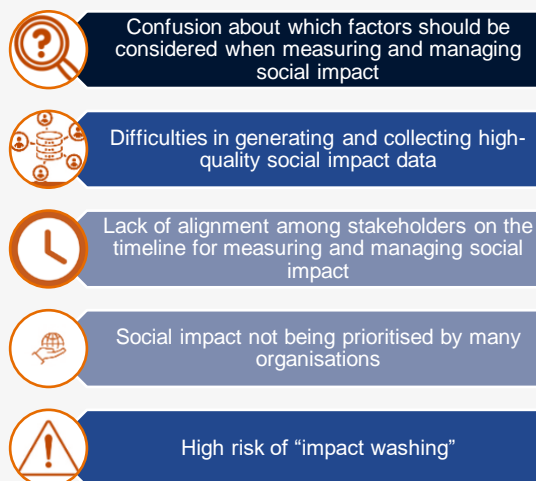 Confusion about which factors should be
considered when measuring and managing
social impact
Difficulties in generating and collecting high-
quality social impact data
Lack of alignment among stakeholders on the
timeline for measuring and managing social
impact
Social impact not being prioritised by many
organisations
High risk of “impact washing”